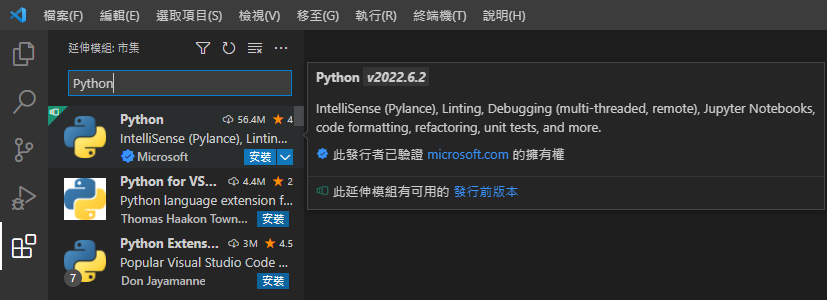 檔案(F) 編輯(E) 選取項目(S) 檢視(V) 移至(G) 執行(R) 終端機(T) 說明(H)
延伸模組: 市集
Python
Python 56.4M 4
IntelliSense (Pylance), Lintin...
Microsoft 安裝
Python for VS... 4.4M 2
Python language extension f...
Thomas Haakon Town... 安裝
Python Exten... 3M 4.5
Popular Visual Studio Code ...
7 Don Jayamanne 安裝
Python v2022.6.2
IntelliSense (Pylance), Linting, Debugging (multi-threaded, remote), Jupyter Notebooks,
code formatting, refactoring, unit tests, and more.
此發行者已驗證 microsoft.com 的擁有權
此延伸模組有可用的 發行前版本